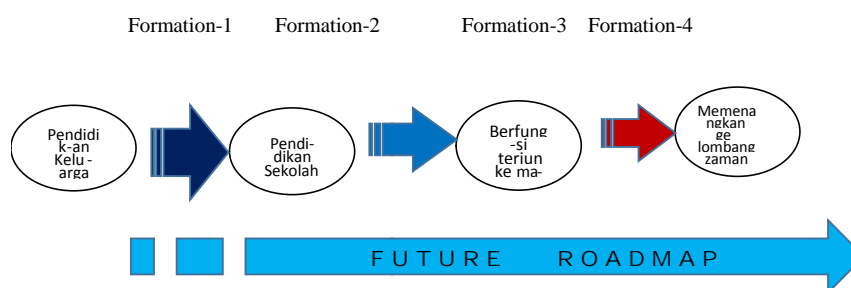 Formation-1 Formation-2 Formation-3 Formation-4
Pendidi
k-an
Kelu-
arga
Pendi-
dikan
Sekolah
Berfung
-si
terjun
ke ma-
Memena
ngkan
ge
lombang
zaman
FUTURE ROADMAP